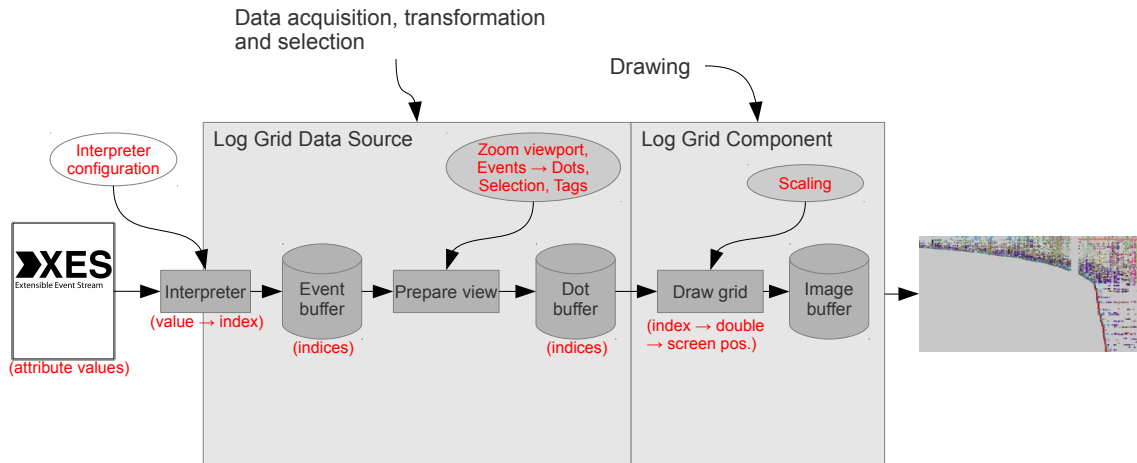 Data acquisition, transformation
and selection
Drawing
Log Grid Data Source
Log Grid Component
Interpreter
configuration
Zoom viewport,
Events → Dots,
Selection, Tags
Scaling
XES
Extensible Event Stream
Interpreter
Event
buffer
Prepare view
Dot
buffer
Draw grid
Image
buffer
(value → index)
(indices)
(indices)
(index → double
→ screen pos.)
(attribute values)